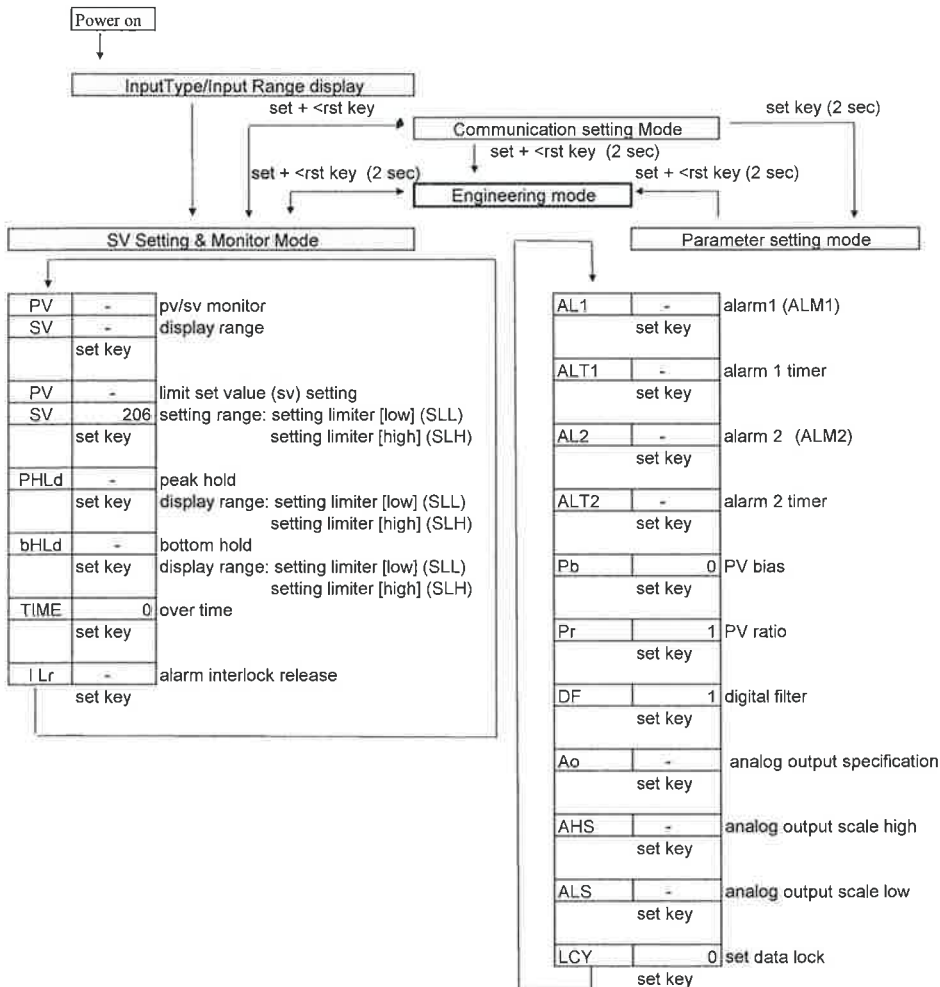 Power on
InputType/Input Range display
set + <rst key
set key (2 sec)
Communication setting Mode
set + <rst key (2 sec)
set + <rst key (2 sec)
set + <rst key (2 sec)
Engineering mode
SV Setting & Monitor Mode
Parameter setting mode
PV - pv/sv monitor
SV - display range
set key
PV - limit set value (sv) setting
SV 206 setting range: setting limiter [low] (SLL)
set key setting limiter [high] (SLH)
PHLd - peak hold
set key display range: setting limiter [low] (SLL)
setting limiter [high] (SLH)
bHLd - bottom hold
set key display range: setting limiter [low] (SLL)
setting limiter [high] (SLH)
TIME 0 over time
set key
I Lr - alarm interlock release
set key
AL1 - alarm1 (ALM1)
set key
ALT1 - alarm 1 timer
set key
AL2 - alarm 2 (ALM2)
set key
ALT2 - alarm 2 timer
set key
Pb 0 PV bias
set key
Pr 1 PV ratio
set key
DF 1 digital filter
set key
Ao - analog output specification
set key
AHS - analog output scale high
set key
ALS - analog output scale low
set key
LCY 0 set data lock
set key